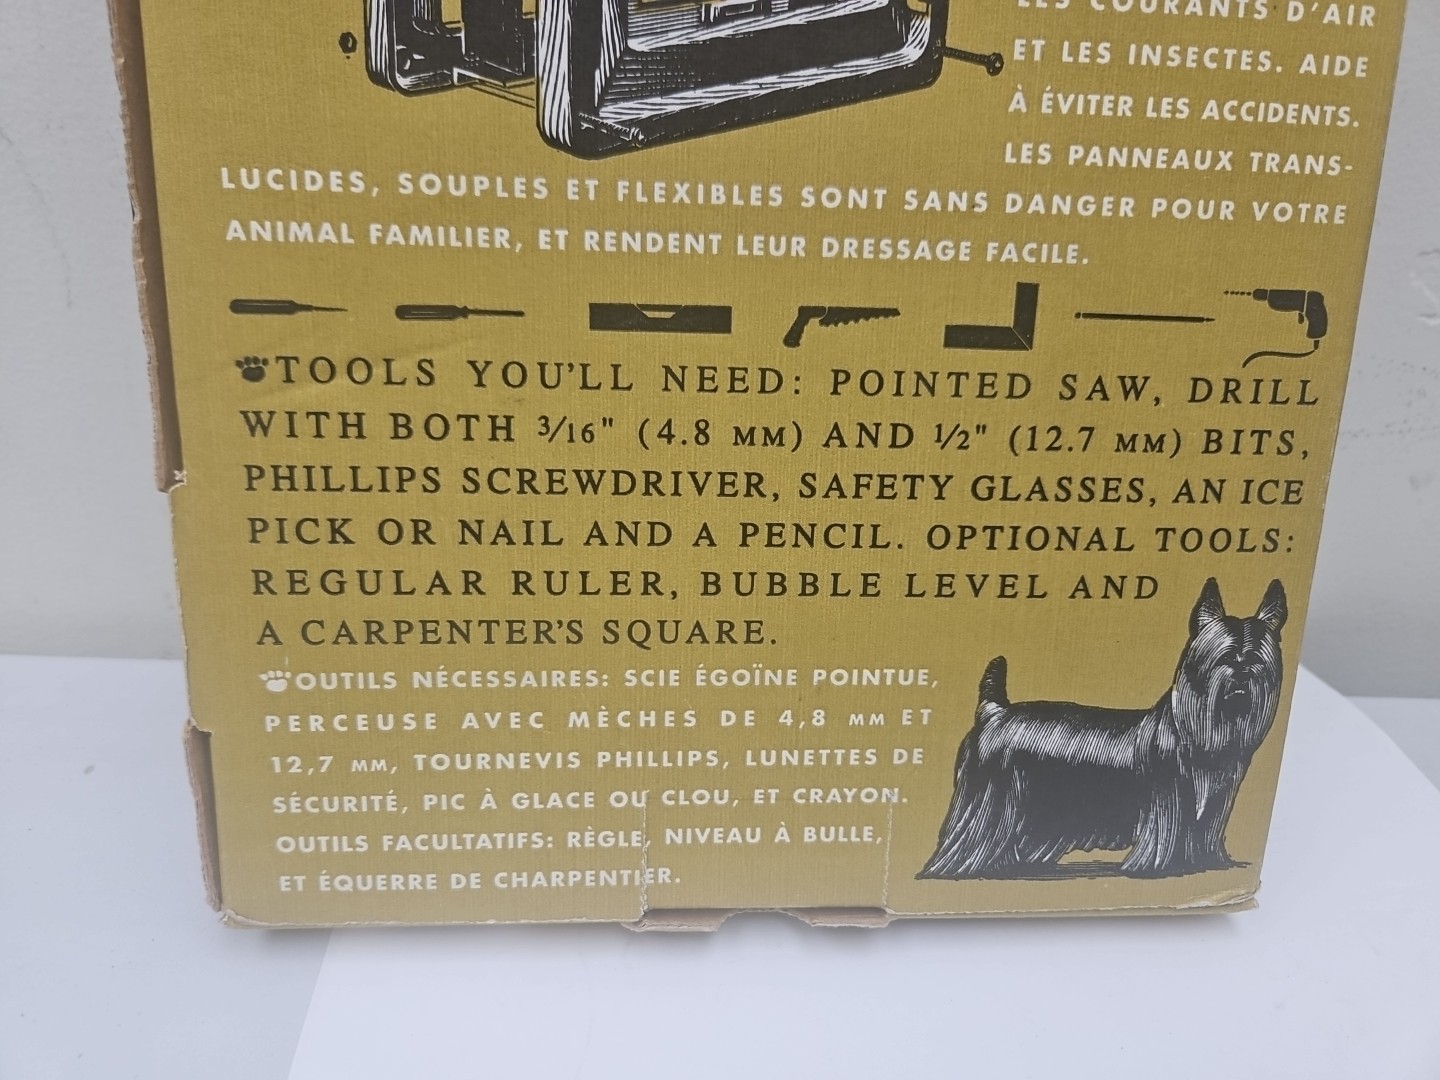 LES COURANTS D'AIR
ET LES INSECTES. AIDE
À ÉVITER LES ACCIDENTS.
LES PANNEAUX TRANS-
LUCIDES, SOUPLES ET FLEXIBLES SONT SANS DANGER POUR VOTRE
ANIMAL FAMILIER, ET RENDENT LEUR DRESSAGE FACILE.
TOOLS YOU'LL NEED: POINTED SAW, DRILL
WITH BOTH 3/16" (4.8 MM) AND 1/2" (12.7 MM) BITS,
PHILLIPS SCREWDRIVER, SAFETY GLASSES, AN ICE
PICK OR NAIL AND A PENCIL. OPTIONAL TOOLS:
REGULAR RULER, BUBBLE LEVEL AND
A CARPENTER'S SQUARE.
OUTILS NÉCESSAIRES: SCIE ÉGOÏNE POINTUE,
PERCEUSE AVEC MÈCHES DE 4,8 MM ET
12,7 MM, TOURNEVIS PHILLIPS, LUNETTES DE
SÉCURITÉ, PIC À GLACE OU CLOU, ET CRAYON.
OUTILS FACULTATIFS: RÈGLE, NIVEAU À BULLE,
ET ÉQUERRE DE CHARPENTIER.